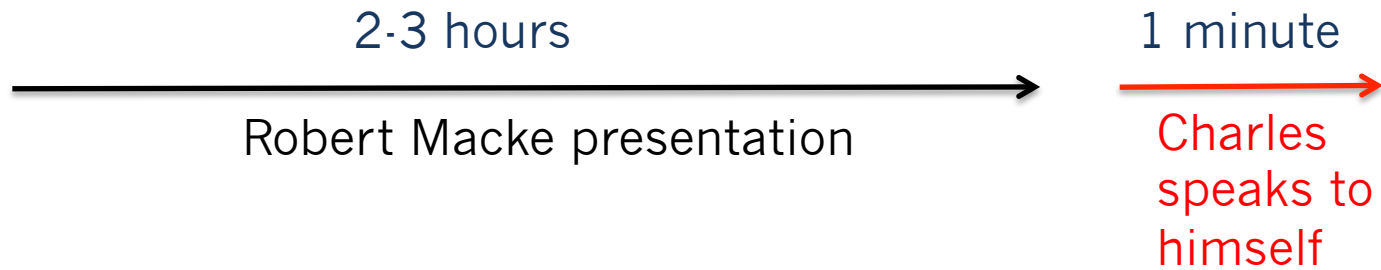 2-3 hours
1 minute
Robert Macke presentation
Charles
speaks to
himself